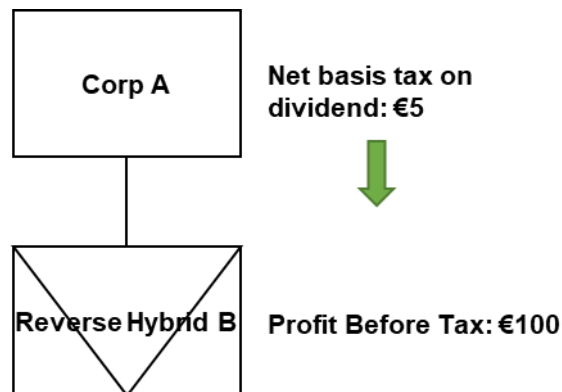 Corp A
Net basis tax on
dividend: €5
Reverse Hybrid B
Profit Before Tax: €100